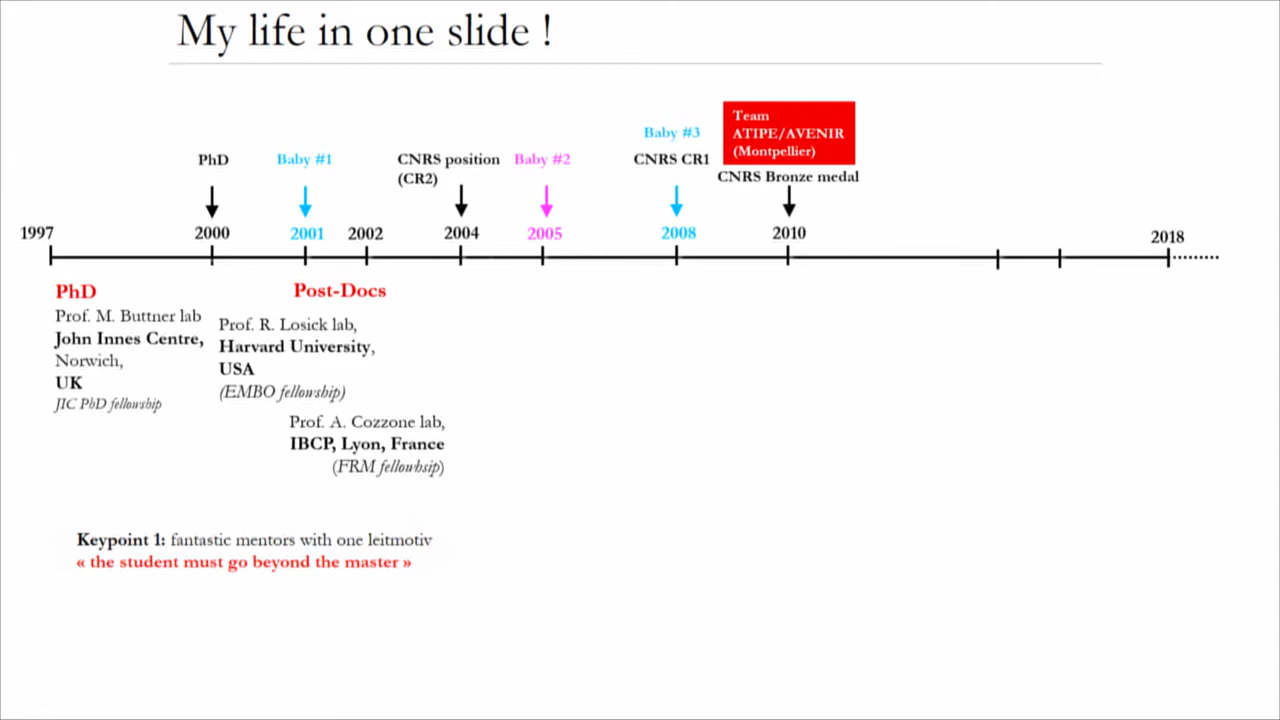 My life in one slide !
Team
ATIPE/AVENIR
(Montpellier)
Baby #3
PhD
Baby #1
CNRS position
(CR2)
Baby #2
CNRS CR1
CNRS Bronze medal
1997
2000
2001
2002
2004
2005
2008
2010
2018
PhD
Prof. M. Buttner lab
John Innes Centre,
Norwich,
UK
JIC PhD fellowship
Post-Docs
Prof. R. Losick lab,
Harvard University,
USA
(EMBO fellowship)
Prof. A. Cozzone lab,
IBCP, Lyon, France
(FRM fellowbsip)
Keypoint 1: fantastic mentors with one leitmotiv
« the student must go beyond the master »